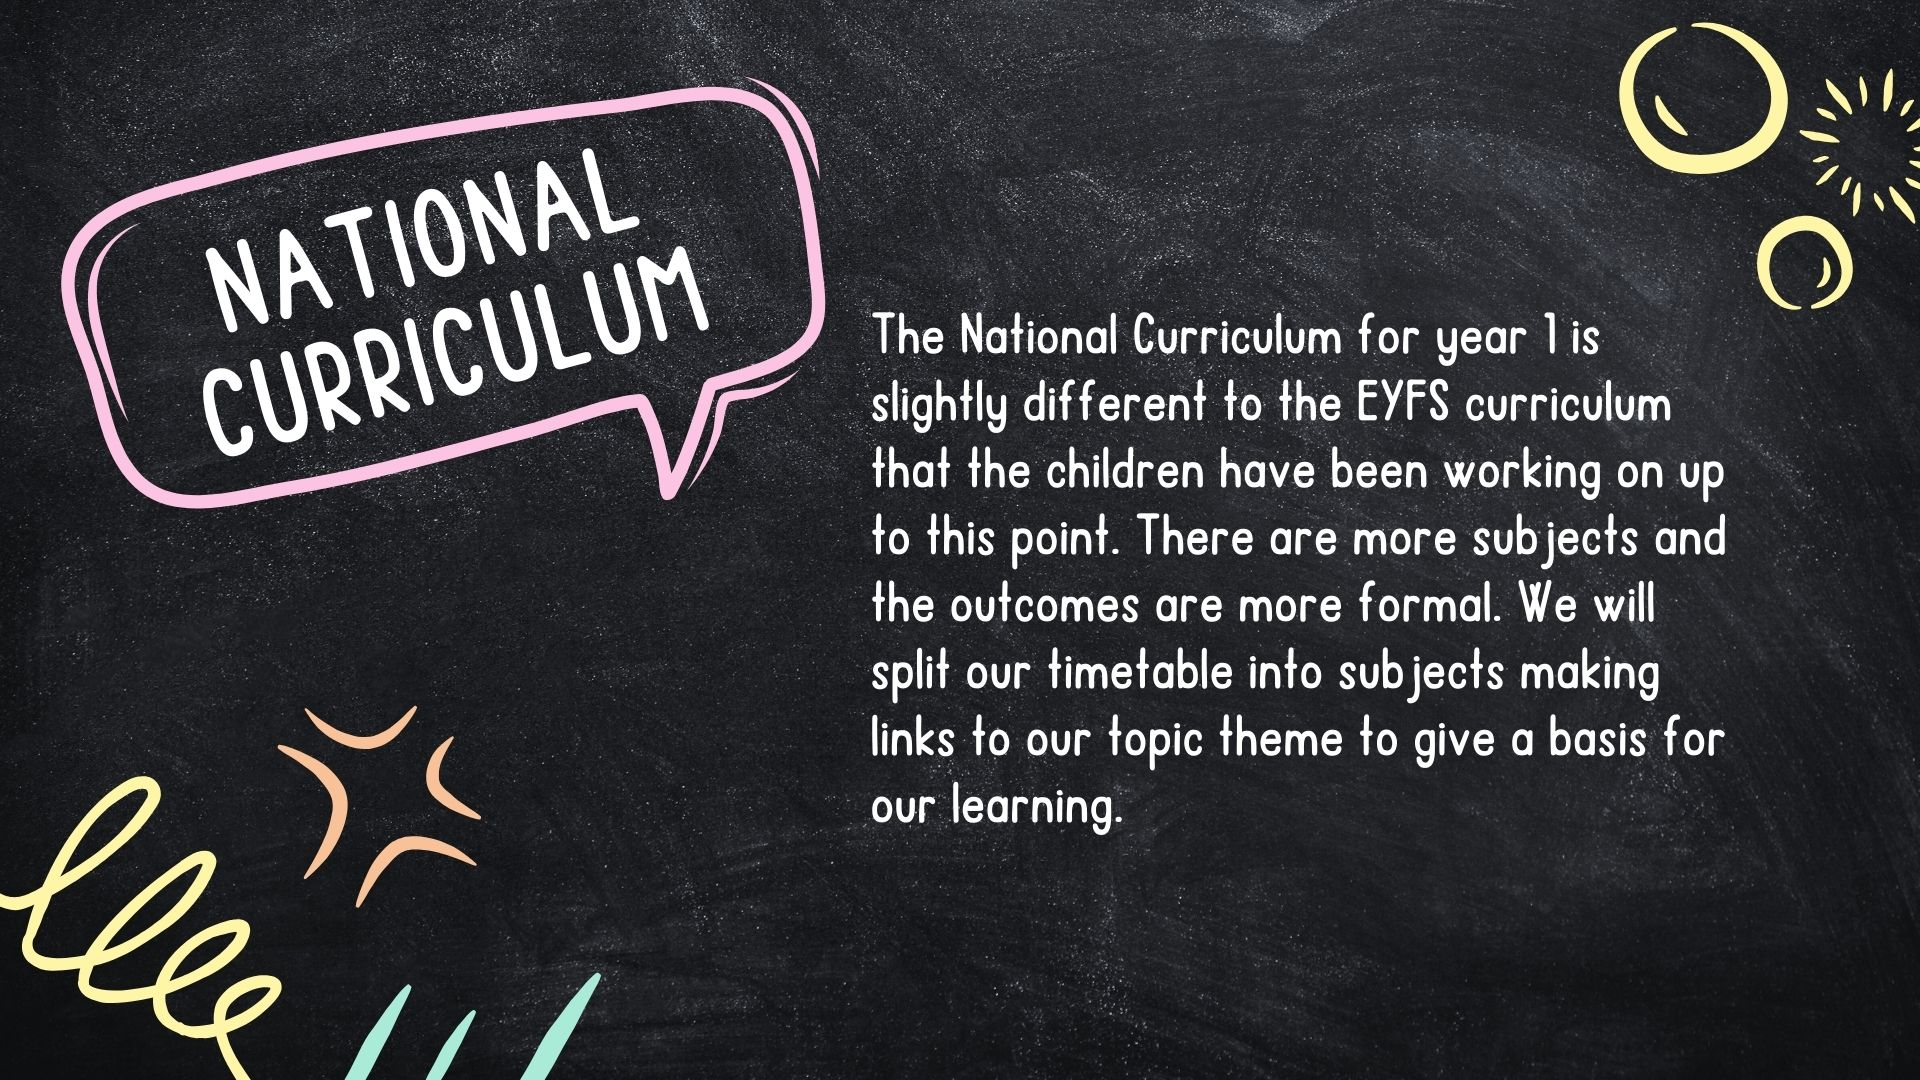 NATIONAL
CURRICULUM
The National Curriculum for year 1 is
slightly different to the EYFS curriculum
that the children have been working on up
to this point. There are more subjects and
the outcomes are more formal. We will
split our timetable into subjects making
links to our topic theme to give a basis for
our learning.